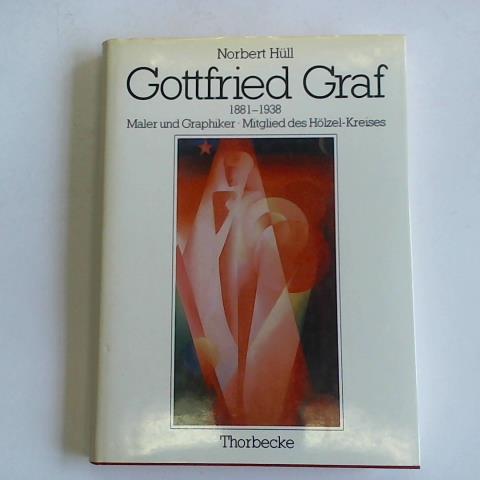 Norbert Hüll
Gottfried Graf
1881–1938
Maler und Graphiker · Mitglied des Hölzel-Kreises
Thorbecke